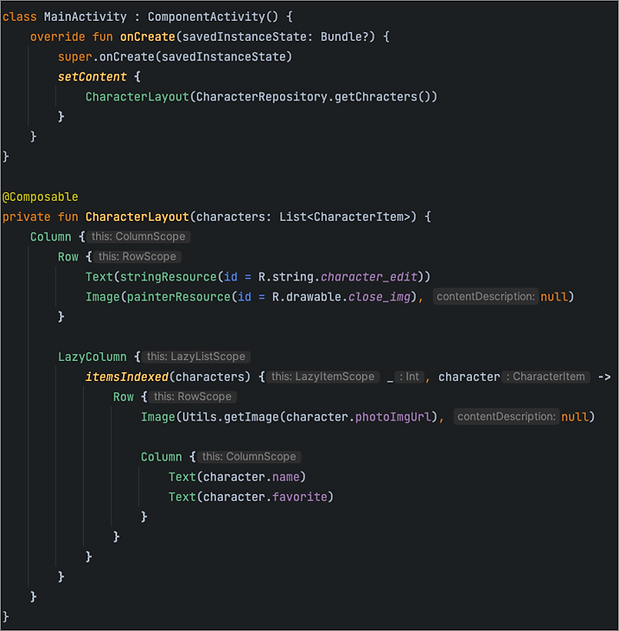 class MainActivity : ComponentActivity() {
    override fun onCreate(savedInstanceState: Bundle?) {
        super.onCreate(savedInstanceState)
        setContent {
            CharacterLayout(CharacterRepository.getChracters())
        }
    }
}

@Composable
private fun CharacterLayout(characters: List<CharacterItem>) {
    Column { this: ColumnScope
        Row { this: RowScope
            Text(stringResource(id = R.string.character_edit))
            Image(painterResource(id = R.drawable.close_img), contentDescription: null)
        }

        LazyColumn { this: LazyListScope
            itemsIndexed(characters) { this: LazyItemScope _ : Int , character : CharacterItem ->
                Row { this: RowScope
                    Image(Utils.getImage(character.photoImgUrl), contentDescription: null)

                    Column { this: ColumnScope
                        Text(character.name)
                        Text(character.favorite)
                    }
                }
            }
        }
    }
}